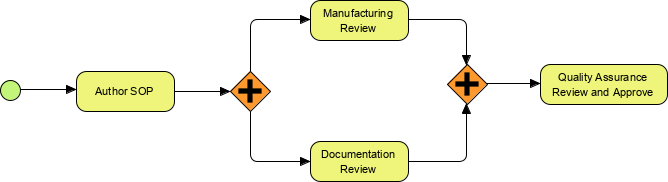 Manufacturing
Review
Author SOP
Quality Assurance
Review and Approve
Documentation
Review